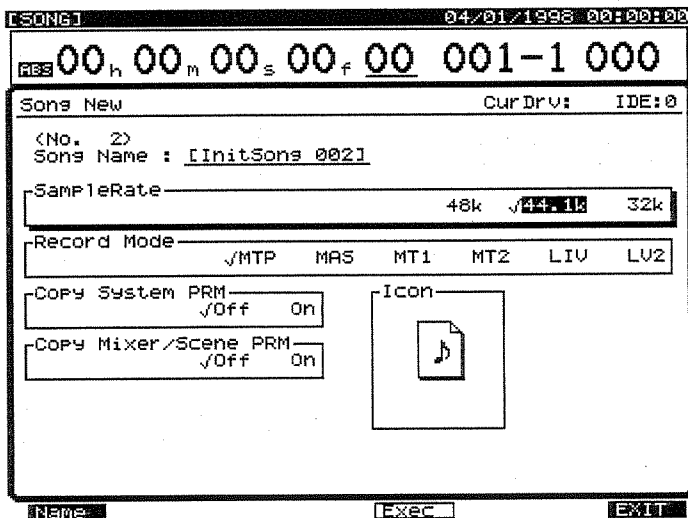 [SONG] 04/01/1998 00:00:00
ABS 00h 00m 00s 00f 00 001-1 000
Song New CurDrv: IDE:0
(No. 2)
Song Name : [InitSong 002]
SampleRate
48k √44.1k 32k
Record Mode
√MTP MAS MT1 MT2 LIV LV2
Copy System PRM
√Off On
Icon
Copy Mixer/Scene PRM
√Off On
Name Exec EXIT